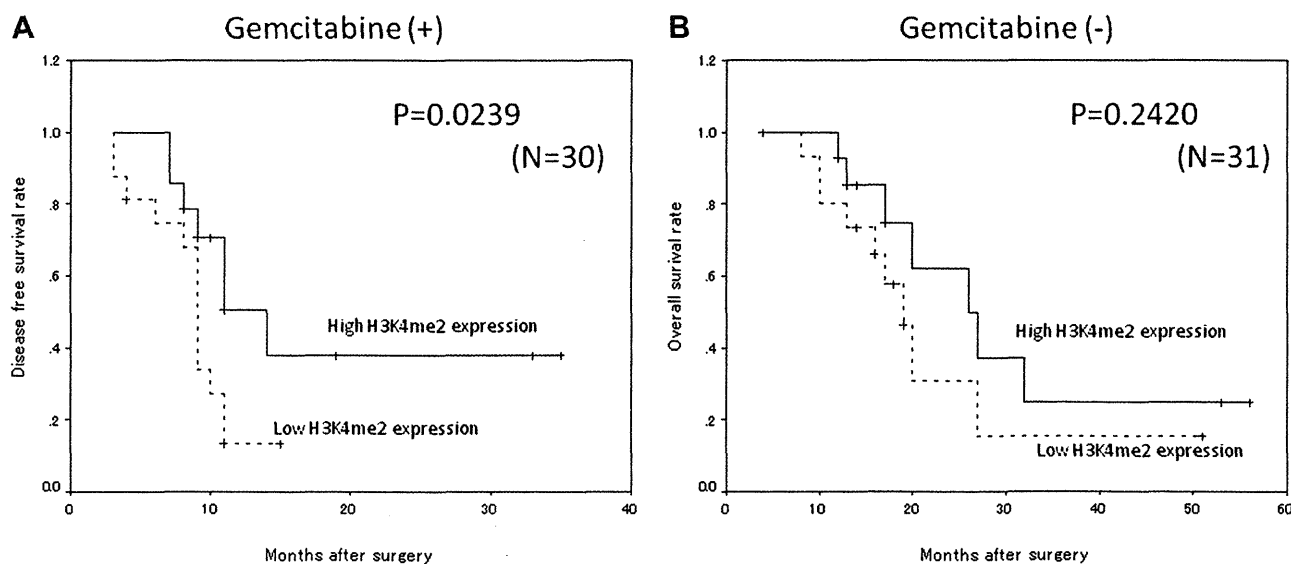 A
Gemcitabine (+)
1.2
1.0
.8
.6
.4
.2
0.0
Disease free survival rate
P=0.0239
(N=30)
High H3K4me2 expression
Low H3K4me2 expression
0
10
20
30
40
Months after surgery
B
Gemcitabine (-)
1.2
1.0
.8
.6
.4
.2
0.0
Overall surival rate
P=0.2420
(N=31)
High H3K4me2 expression
Low H3K4me2 expression
0
10
20
30
40
50
60
Months after surgery